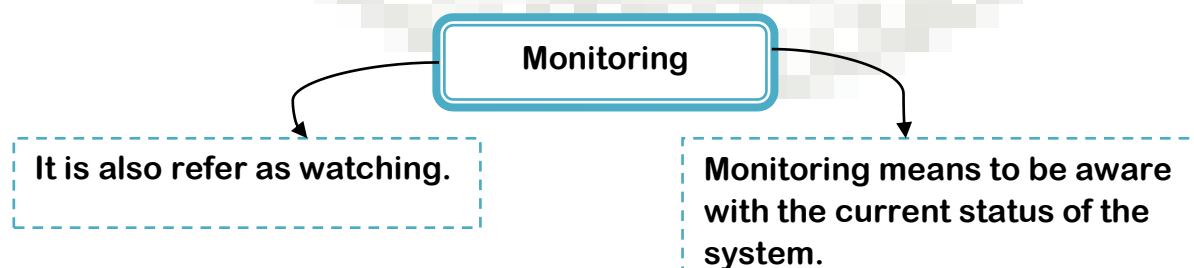 Monitoring
It is also refer as watching.
Monitoring means to be aware
with the current status of the
system.